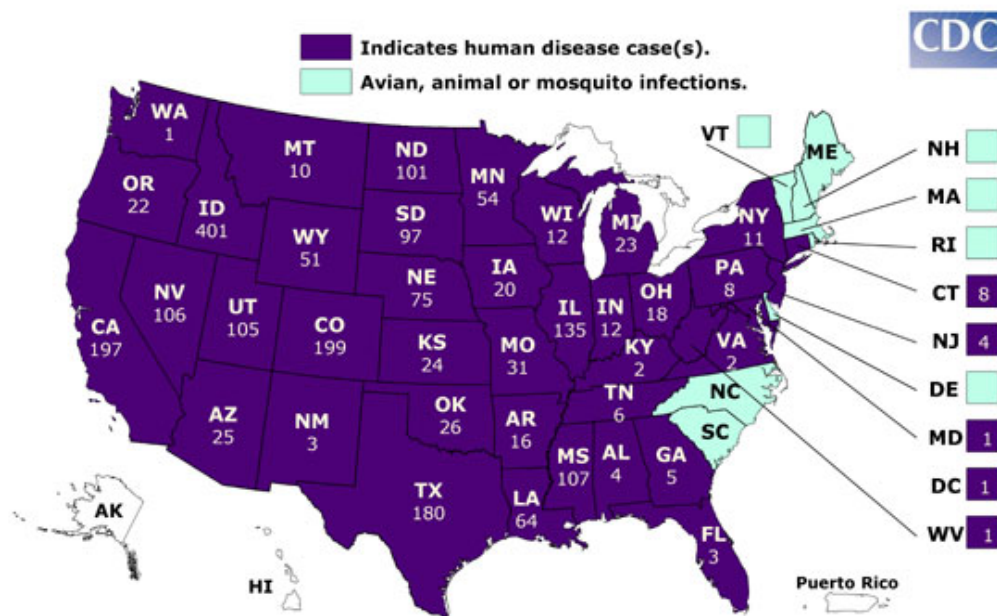 CDC
Indicates human disease case(s).
Avian, animal or mosquito infections.
WA
1
MT
10
ND
101
MN
54
VT
ME
NH
OR
22
ID
401
SD
97
WI
12
MI
23
NY
11
MA
WY
51
RI
IA
20
PA
8
NE
75
CT 8
NV
106
UT
105
CO
199
IL
135
IN
12
OH
18
CA
197
KS
24
MO
31
KY
2
VA
2
NJ 4
NC
DE
TN
6
AZ
25
NM
3
OK
26
AR
16
SC
MD 1
MS
107
AL
4
GA
5
DC 1
TX
180
LA
64
AK
FL
3
WV 1
HI
Puerto Rico